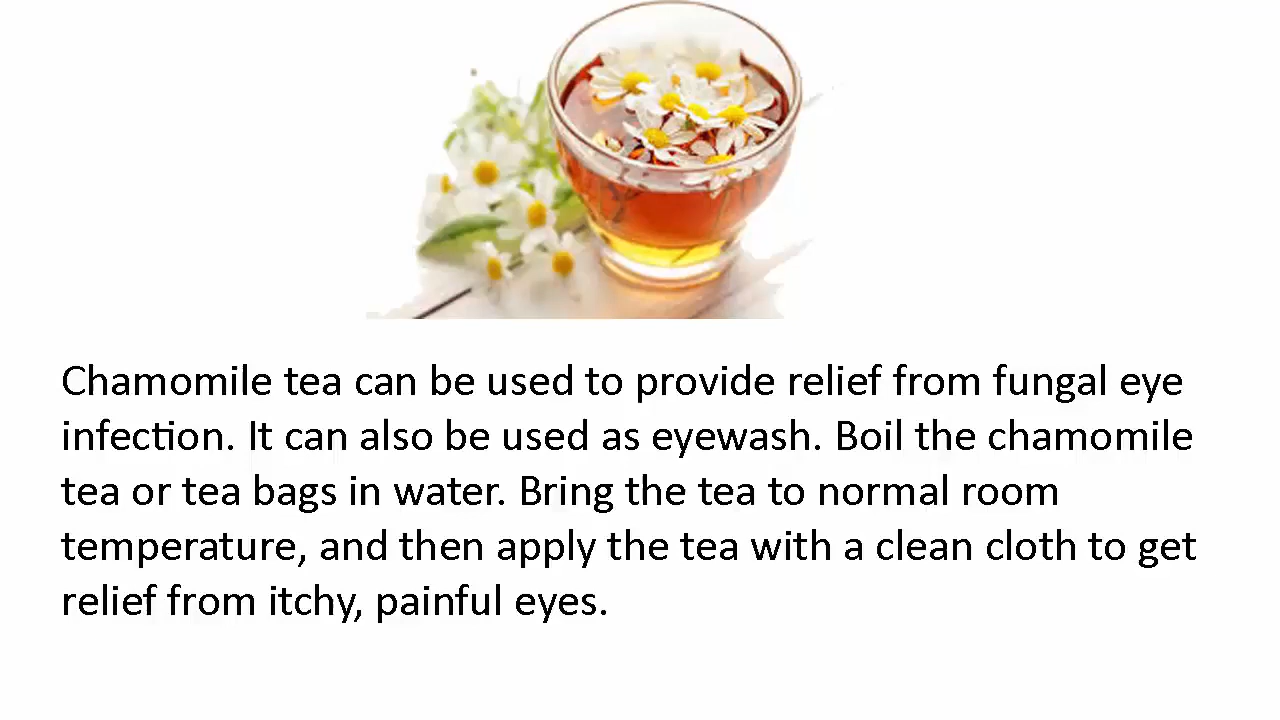 Chamomile tea can be used to provide relief from fungal eye
infection. It can also be used as eyewash. Boil the chamomile
tea or tea bags in water. Bring the tea to normal room
temperature, and then apply the tea with a clean cloth to get
relief from itchy, painful eyes.